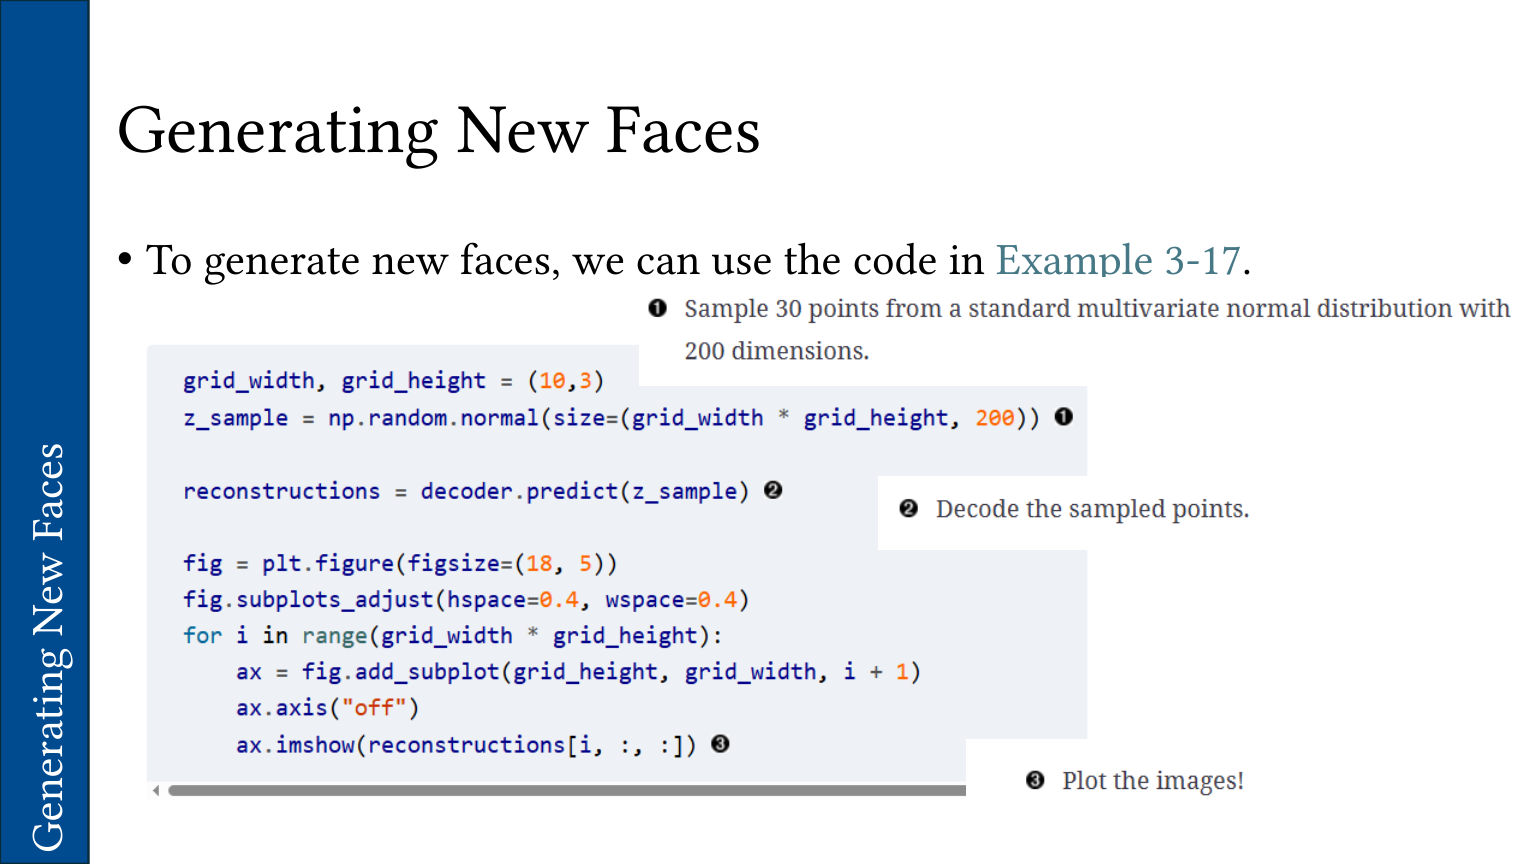 Generating New Faces
Generating New Faces
• To generate new faces, we can use the code in Example 3-17.
❶ Sample 30 points from a standard multivariate normal distribution with
200 dimensions.
grid_width, grid_height = (10,3)
z_sample = np.random.normal(size=(grid_width * grid_height, 200)) ❶
reconstructions = decoder.predict(z_sample) ❷
❷ Decode the sampled points.
fig = plt.figure(figsize=(18, 5))
fig.subplots_adjust(hspace=0.4, wspace=0.4)
for i in range(grid_width * grid_height):
    ax = fig.add_subplot(grid_height, grid_width, i + 1)
    ax.axis("off")
    ax.imshow(reconstructions[i, :, :]) ❸
❸ Plot the images!